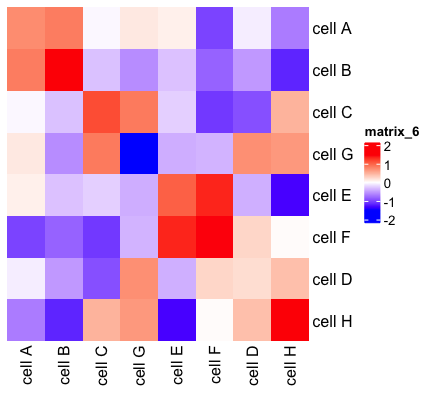 cell A
cell B
cell C
cell G
cell E
cell F
cell D
cell H
matrix_6
2
1
0
-1
-2
cell A cell B cell C cell G cell E cell F cell D cell H